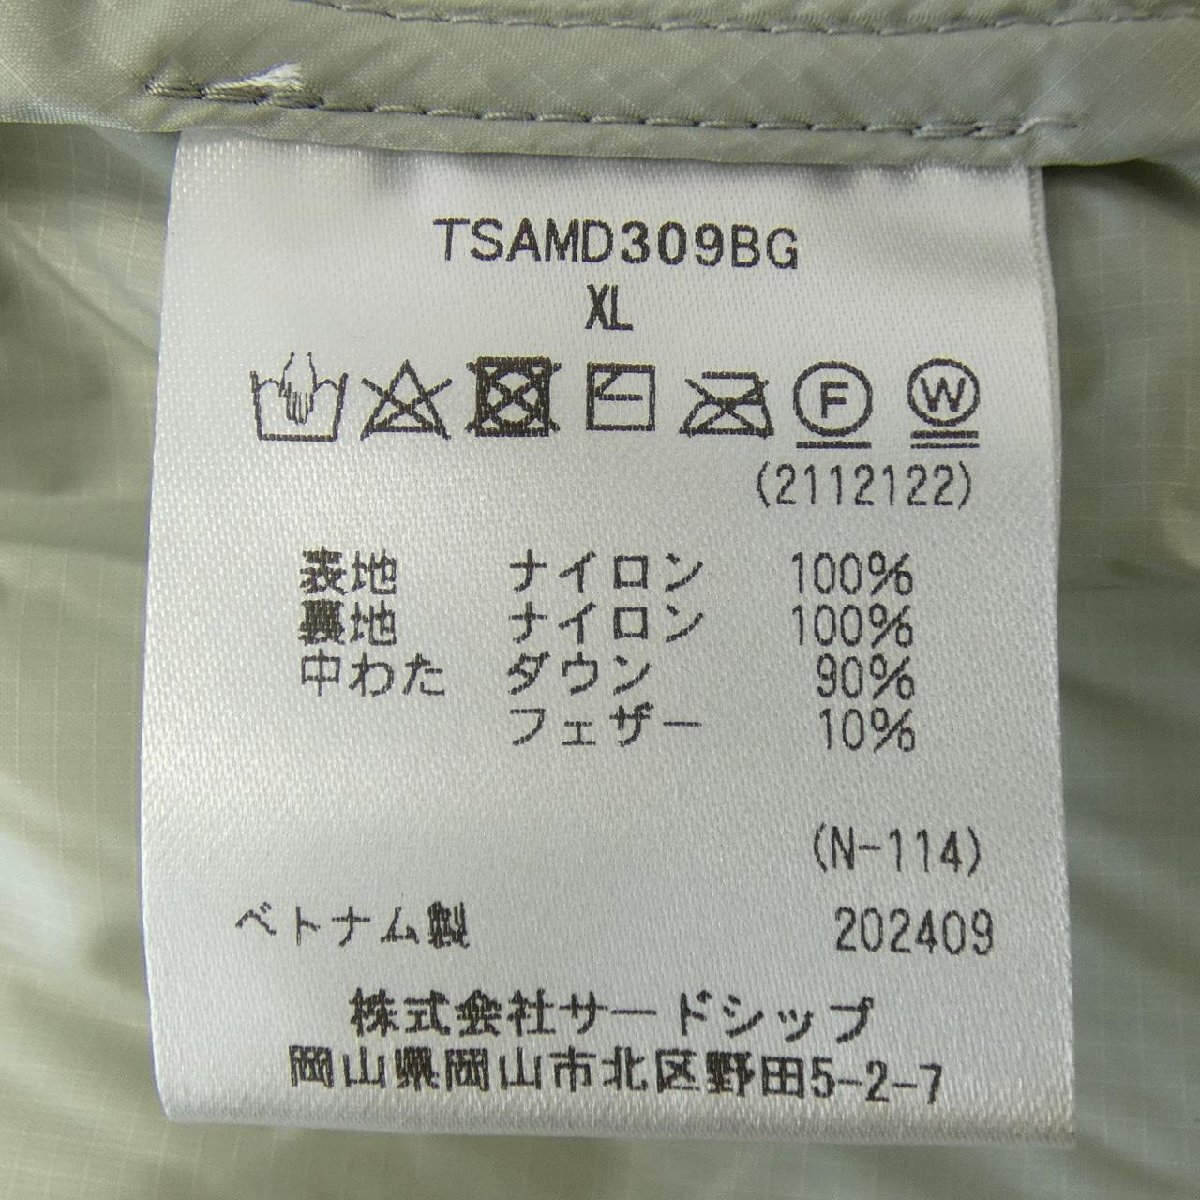 TSAMD309BG
XL
F W
(2112122)
表地 ナイロン 100%
裏地 ナイロン 100%
中わた ダウン 90%
フェザー 10%
(N-114)
ベトナム製 202409
株式会社サードシップ
岡山県岡山市北区野田5-2-7